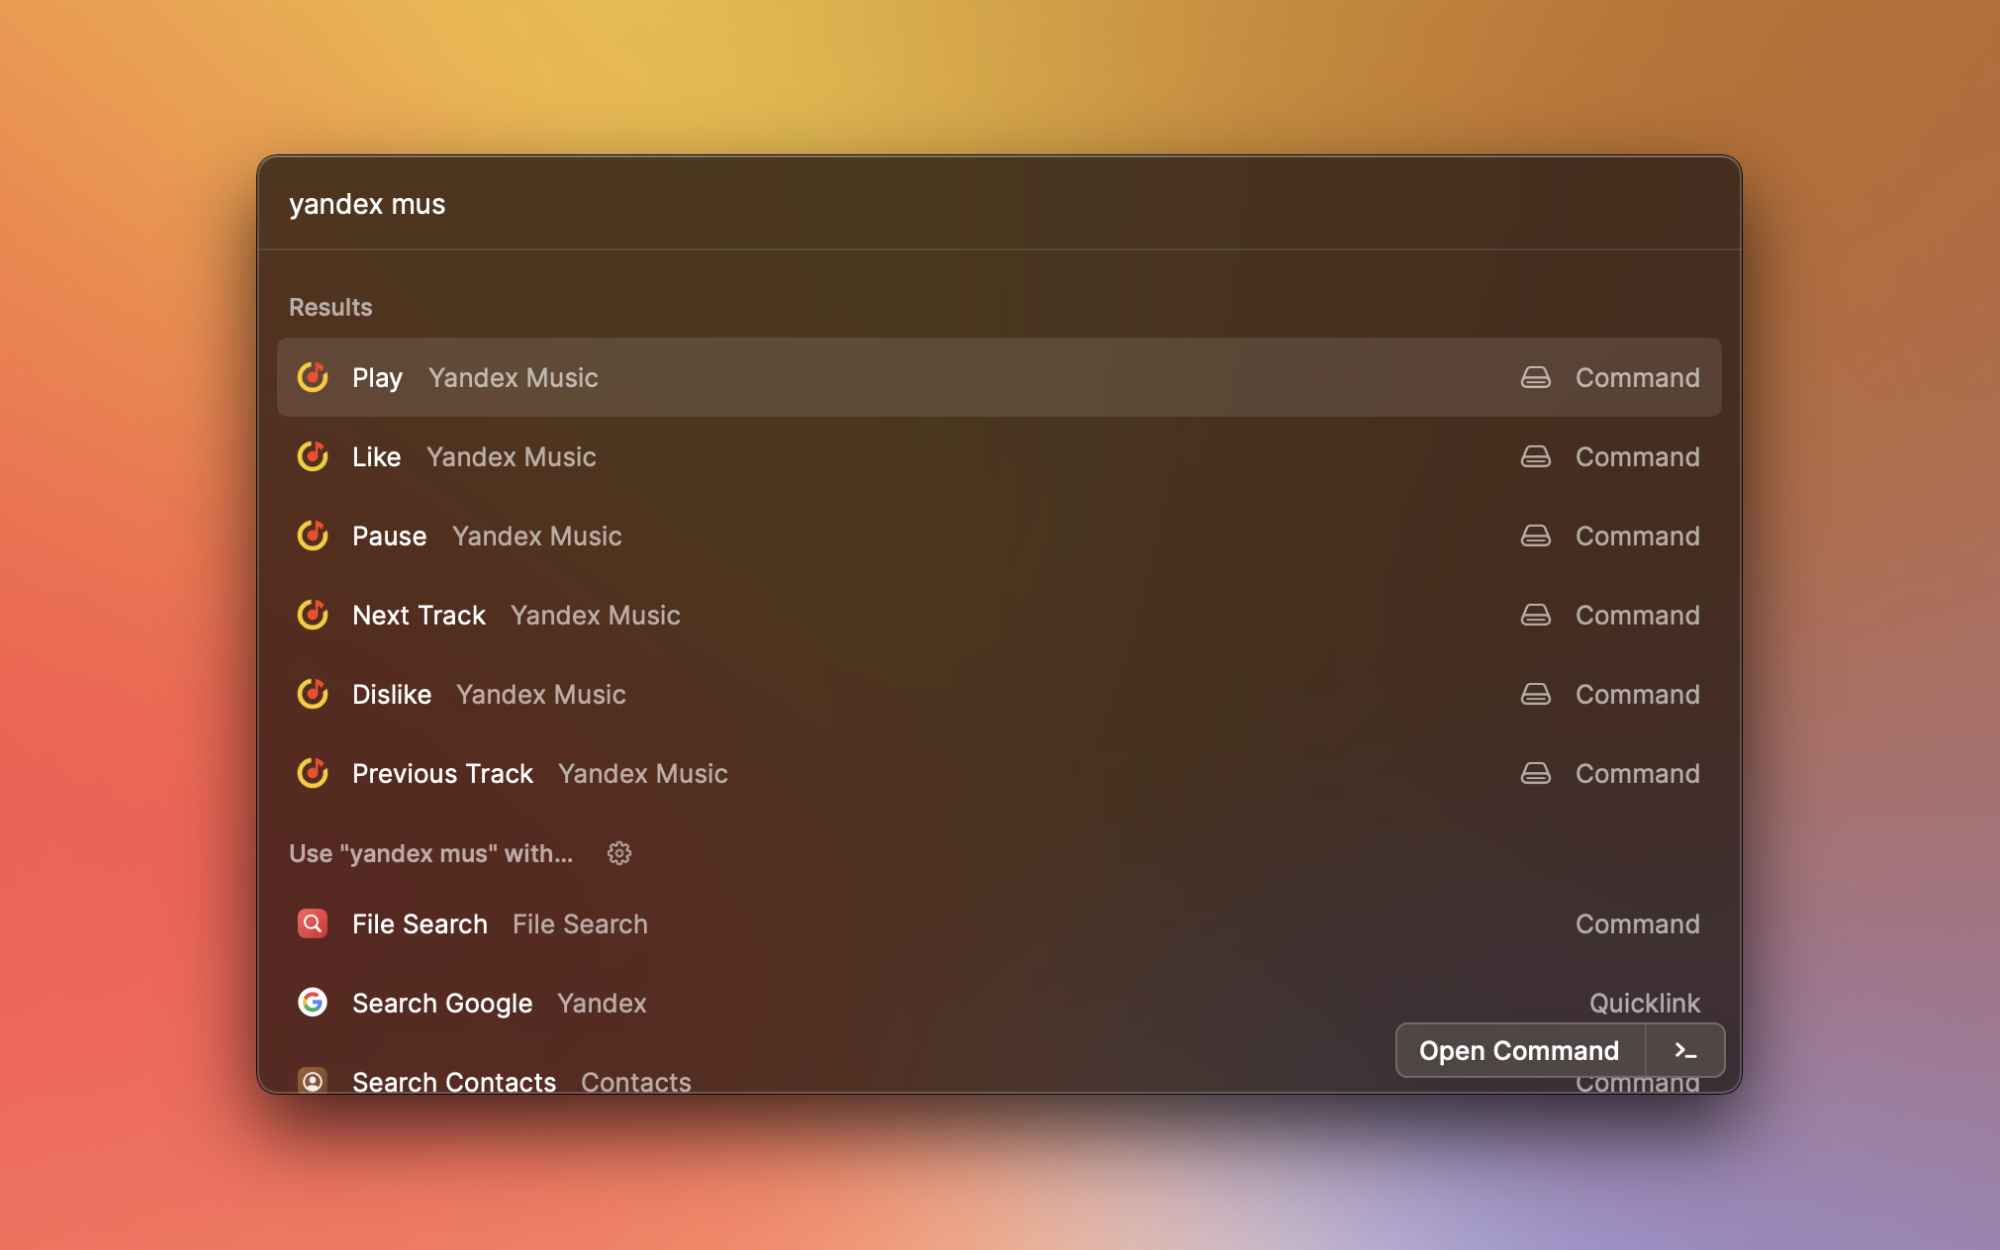 yandex mus
Results
Play Yandex Music Command
Like Yandex Music Command
Pause Yandex Music Command
Next Track Yandex Music Command
Dislike Yandex Music Command
Previous Track Yandex Music Command
Use "yandex mus" with...
File Search File Search Command
Search Google Yandex Quicklink
Open Command
Search Contacts Contacts Command